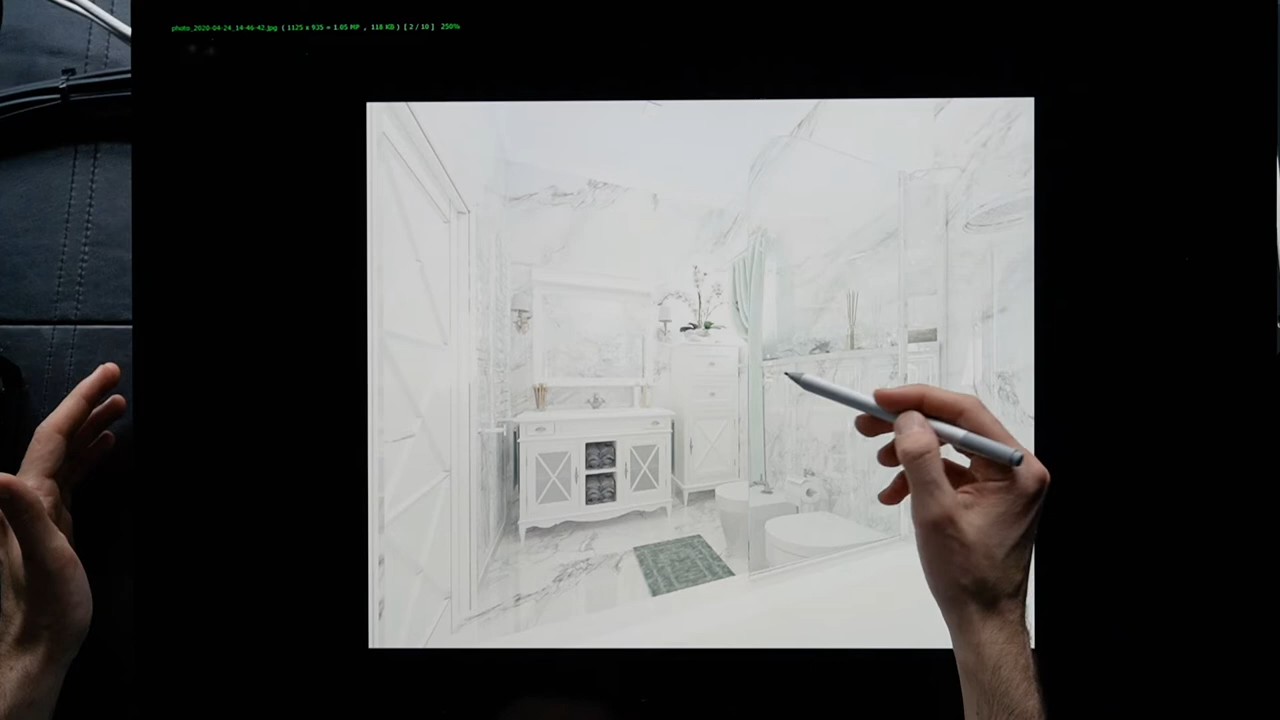 photo_2020-04-24_14-46-42.jpg ( 1125 x 935 = 1.05 MP , 118 KB ) [ 2 / 10 ] 250%